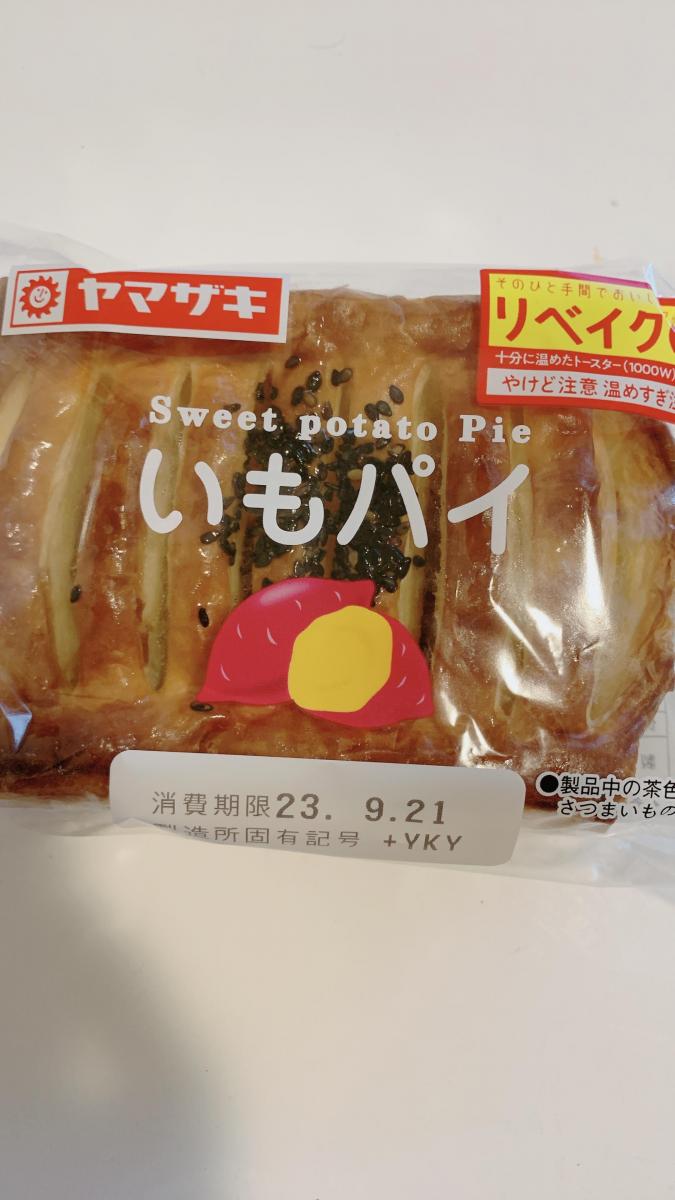 ヤマザキ
そのひと手間でおいし
リベイク
十分に温めたトースター(1000W)
やけど注意 温めすぎ注
Sweet potato Pie
いもパイ
消費期限23. 9.21
製造所固有記号 +YKY
●製品中の茶色
さつまいもの